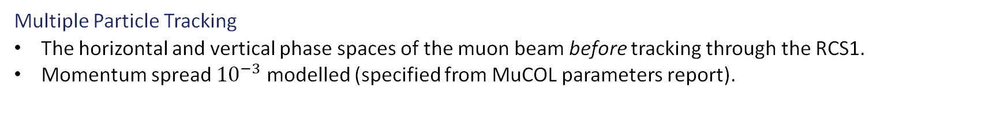 Multiple Particle Tracking
• The horizontal and vertical phase spaces of the muon beam before tracking through the RCS1.
• Momentum spread 10⁻³ modelled (specified from MuCOL parameters report).